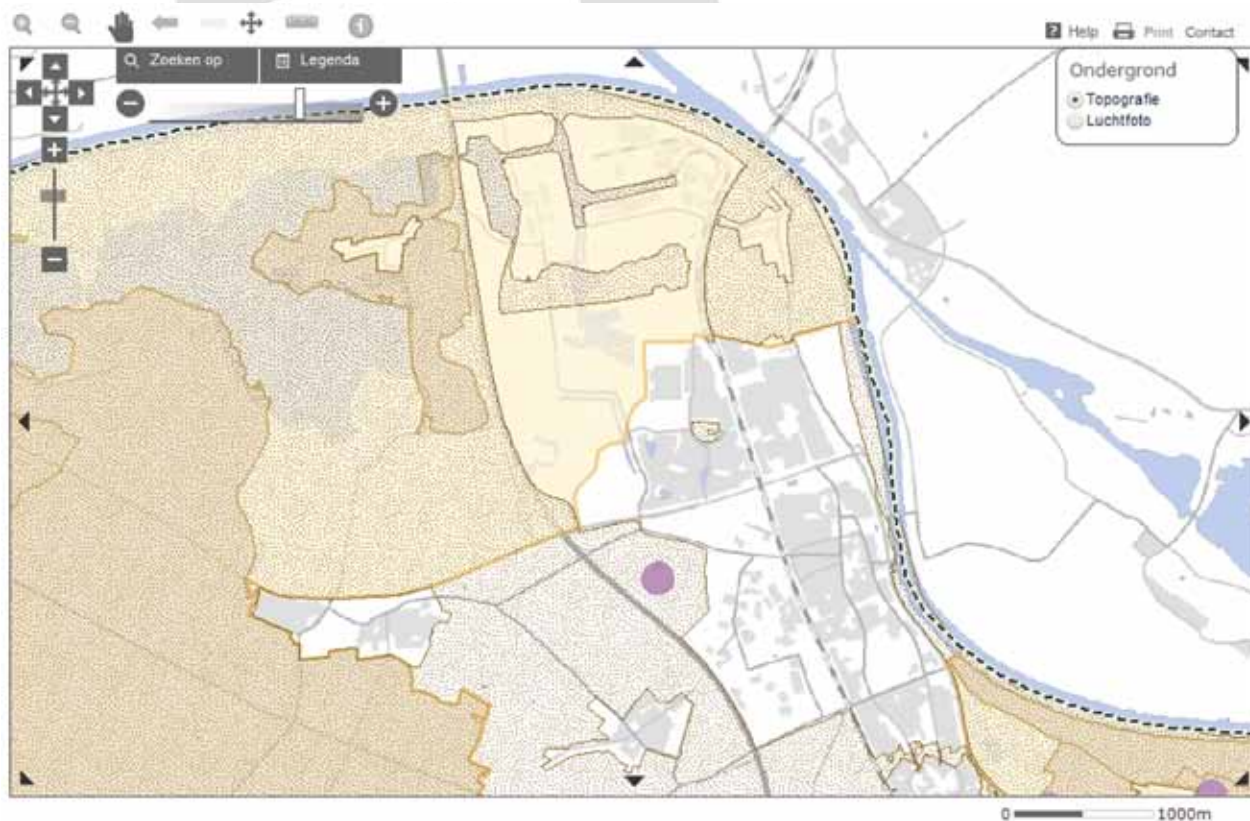 Help Print Contact
Zoeken op Legenda
Ondergrond
Topografie
Luchtfoto
0 1000m